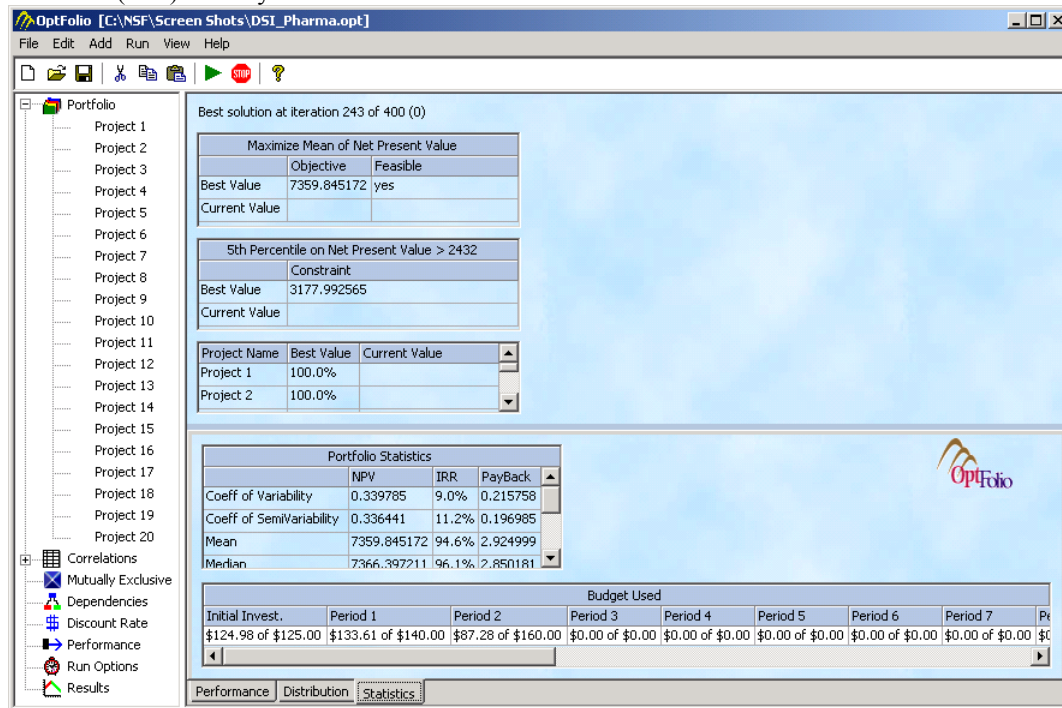 OptFolio [C:\NSF\Screen Shots\DSI_Pharma.opt]
File Edit Add Run View Help
STOP ?
Portfolio
Project 1
Project 2
Project 3
Project 4
Project 5
Project 6
Project 7
Project 8
Project 9
Project 10
Project 11
Project 12
Project 13
Project 14
Project 15
Project 16
Project 17
Project 18
Project 19
Project 20
Correlations
Mutually Exclusive
Dependencies
Discount Rate
Performance
Run Options
Results
Best solution at iteration 243 of 400 (0)
Maximize Mean of Net Present Value
Objective Feasible
Best Value 7359.845172 yes
Current Value
5th Percentile on Net Present Value > 2432
Constraint
Best Value 3177.992565
Current Value
Project Name Best Value Current Value
Project 1 100.0%
Project 2 100.0%
Portfolio Statistics
NPV IRR PayBack
Coeff of Variability 0.339785 9.0% 0.215758
Coeff of SemiVariability 0.336441 11.2% 0.196985
Mean 7359.845172 94.6% 2.924999
Median 7366.397211 96.1% 2.850181
OptFolio
Budget Used
Initial Invest. Period 1 Period 2 Period 3 Period 4 Period 5 Period 6 Period 7 Pe
$124.98 of $125.00 $133.61 of $140.00 $87.28 of $160.00 $0.00 of $0.00 $0.00 of $0.00 $0.00 of $0.00 $0.00 of $0.00 $0.00 of $0.00 $0
Performance Distribution Statistics